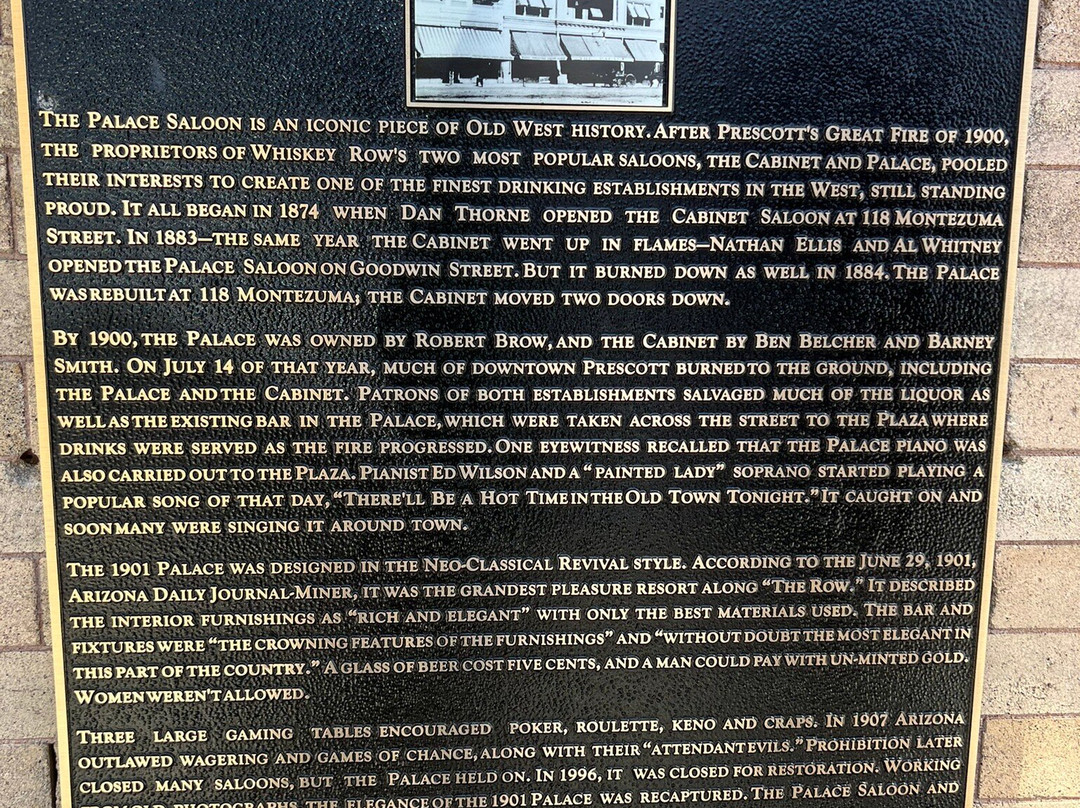 The Palace Saloon is an iconic piece of Old West history. After Prescott's Great Fire of 1900,
the proprietors of Whiskey Row's two most popular saloons, the Cabinet and Palace, pooled
their interests to create one of the finest drinking establishments in the West, still standing
proud. It all began in 1874 when Dan Thorne opened the Cabinet Saloon at 118 Montezuma
Street. In 1883—the same year the Cabinet went up in flames—Nathan Ellis and Al Whitney
opened the Palace Saloon on Goodwin Street. But it burned down as well in 1884. The Palace
was rebuilt at 118 Montezuma; the Cabinet moved two doors down.
By 1900, the Palace was owned by Robert Brow, and the Cabinet by Ben Belcher and Barney
Smith. On July 14 of that year, much of downtown Prescott burned to the ground, including
the Palace and the Cabinet. Patrons of both establishments salvaged much of the liquor as
well as the existing bar in the Palace, which were taken across the street to the Plaza where
drinks were served as the fire progressed. One eyewitness recalled that the Palace piano was
also carried out to the Plaza. Pianist Ed Wilson and a "painted lady" soprano started playing a
popular song of that day, "There'll Be a Hot Time in the Old Town Tonight." It caught on and
soon many were singing it around town.
The 1901 Palace was designed in the Neo-Classical Revival style. According to the June 29, 1901,
Arizona Daily Journal-Miner, it was the grandest pleasure resort along "The Row." It described
the interior furnishings as "rich and elegant" with only the best materials used. The bar and
fixtures were "the crowning features of the furnishings" and "without doubt the most elegant in
this part of the country." A glass of beer cost five cents, and a man could pay with un-minted gold.
Women weren't allowed.
Three large gaming tables encouraged poker, roulette, keno and craps. In 1907 Arizona
outlawed wagering and games of chance, along with their "attendant evils." Prohibition later
closed many saloons, but the Palace held on. In 1996, it was closed for restoration. Working
from old photographs, the elegance of the 1901 Palace was recaptured. The Palace Saloon and